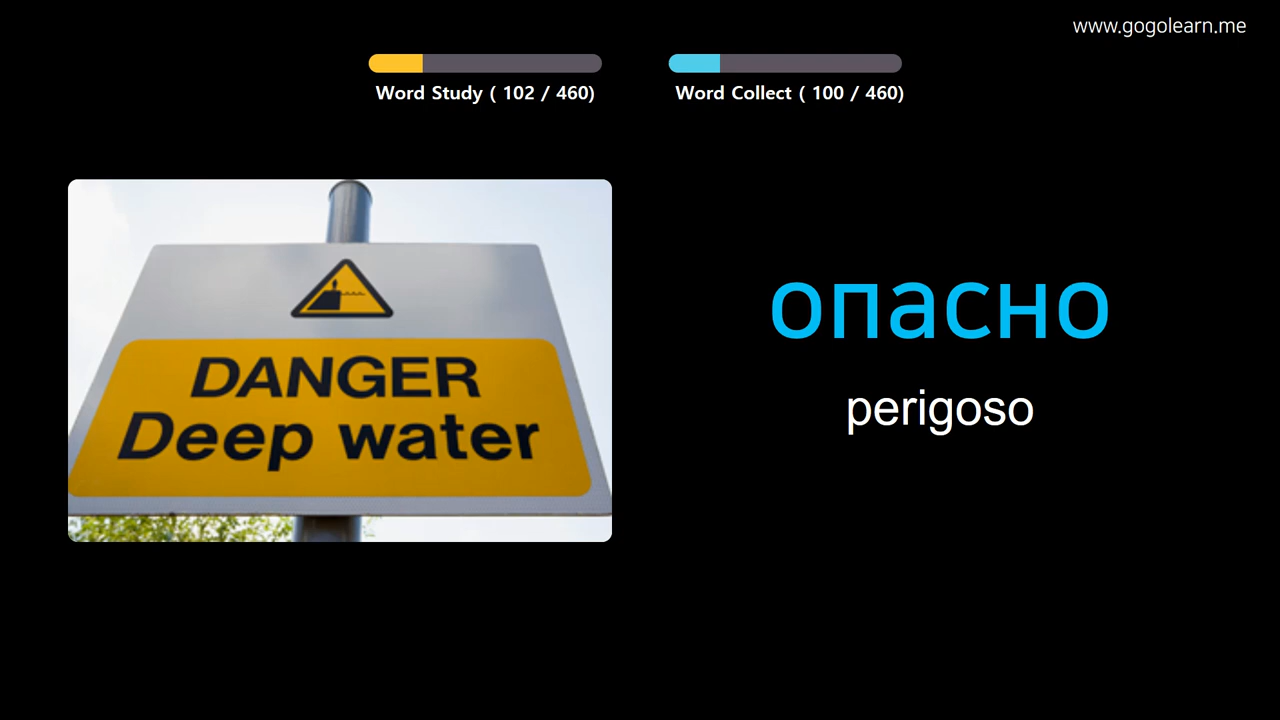 www.gogolearn.me
Word Study ( 102 / 460)
Word Collect ( 100 / 460)
DANGER
Deep water
опасно
perigoso